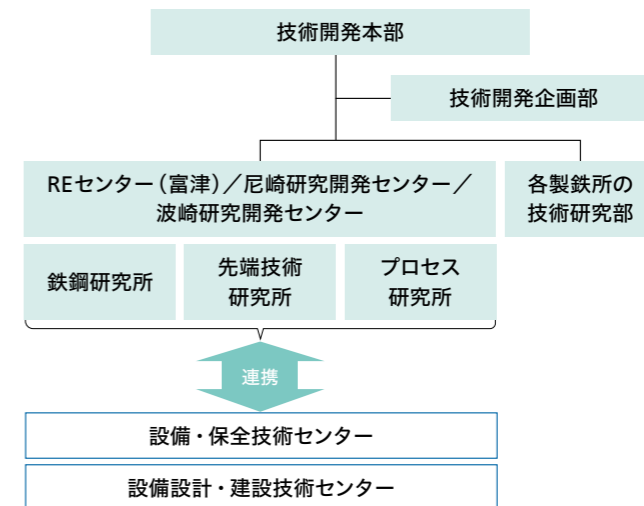 技術開発本部
技術開発企画部
REセンター（富津）／尼崎研究開発センター／
波崎研究開発センター
各製鉄所の
技術研究部
鉄鋼研究所
先端技術
研究所
プロセス
研究所
連携
設備・保全技術センター
設備設計・建設技術センター